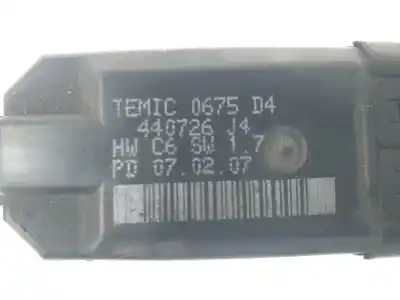 TEMIC 0675 D4
440726 J4
HW C6 SW 1.7
PD 07.02.07